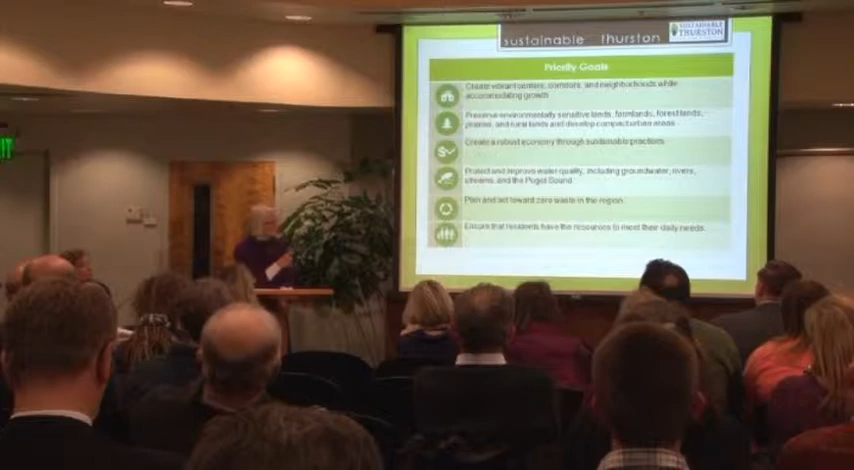 sustainable thurston
SUSTAINABLE
THURSTON
Priority Goals
Create vibrant centers, corridors, and neighborhoods while
accommodating growth
Preserve environmentally sensitive lands, farmlands, forest lands,
prairies, and rural lands and develop compact urban areas
Create a robust economy through sustainable practices
Protect and improve water quality, including groundwater, rivers,
streams, and the Puget Sound
Plan and act toward zero waste in the region.
Ensure that residents have the resources to meet their daily needs.